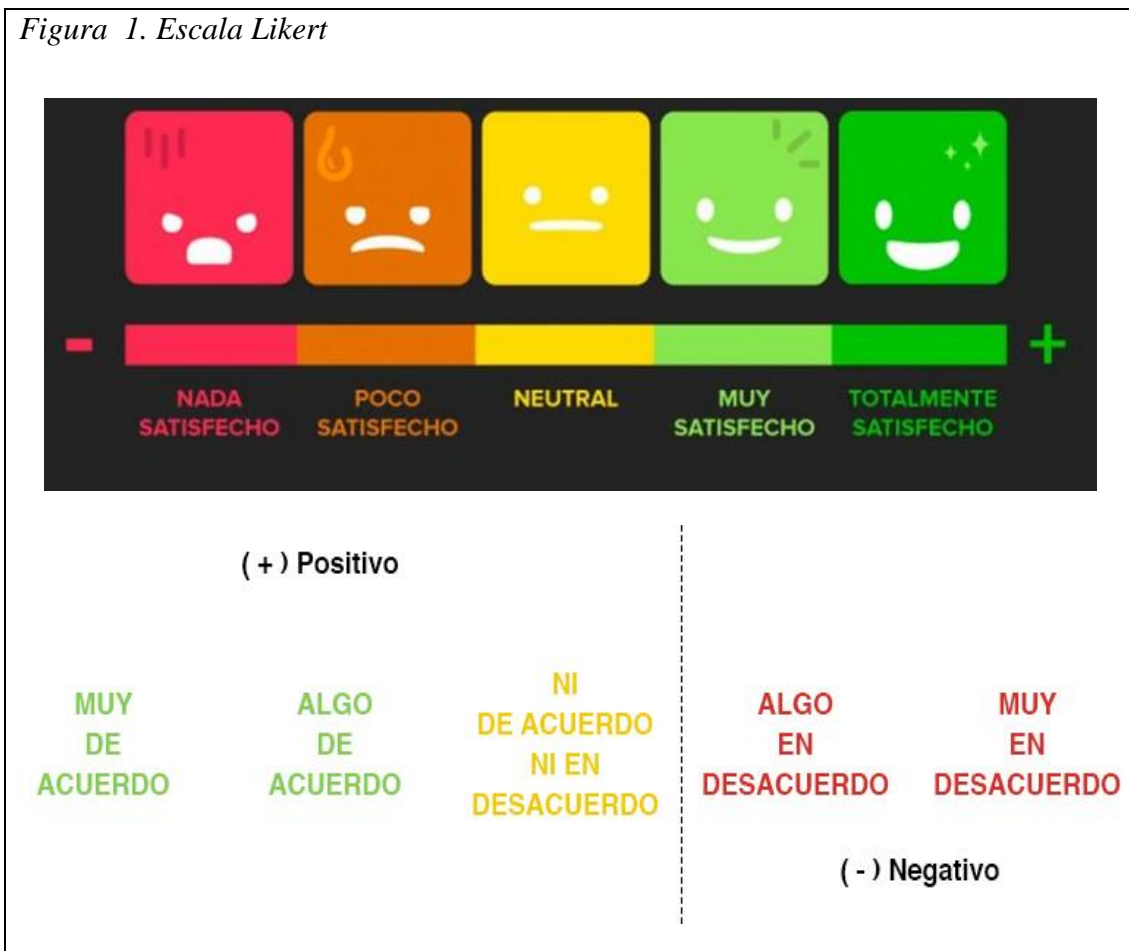 Figura 1. Escala Likert
- +
NADA
SATISFECHO
POCO
SATISFECHO
NEUTRAL
MUY
SATISFECHO
TOTALMENTE
SATISFECHO
( + ) Positivo
MUY
DE
ACUERDO
ALGO
DE
ACUERDO
NI
DE ACUERDO
NI EN
DESACUERDO
ALGO
EN
DESACUERDO
MUY
EN
DESACUERDO
( - ) Negativo